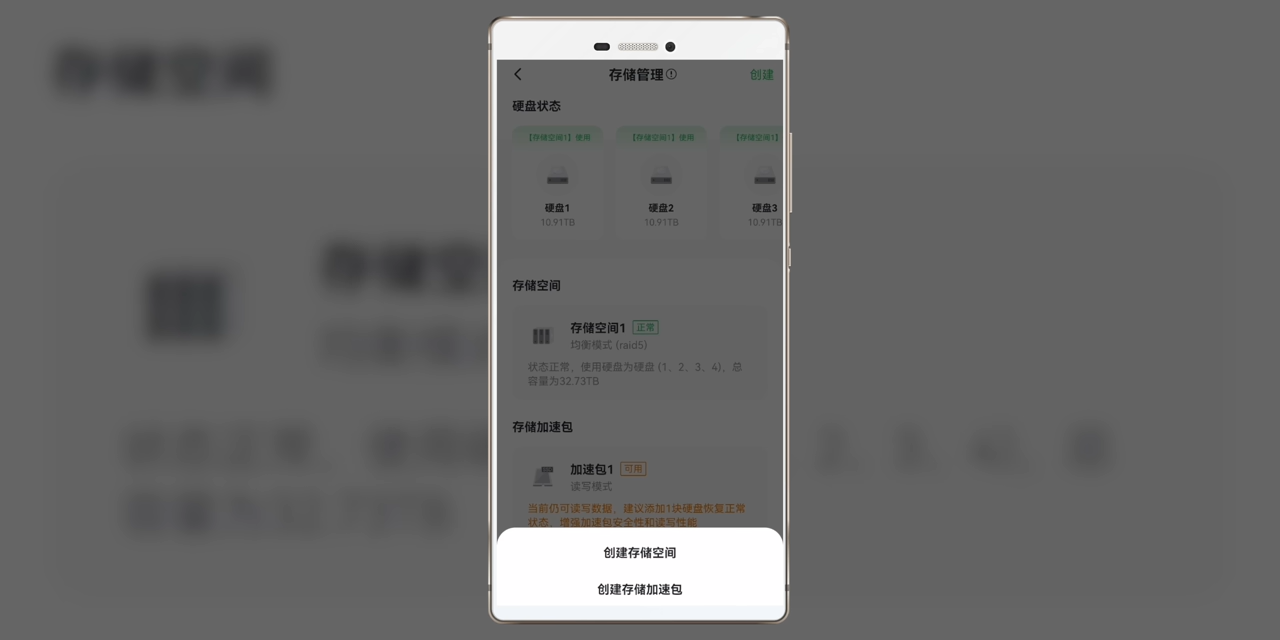 存储空间
存储管理
创建
硬盘状态
【存储空间1】使用
【存储空间1】使用
【存储空间1】
硬盘1
硬盘2
硬盘3
10.91TB
10.91TB
10.91TB
存储空间
存储空间1 正常
均衡模式 (raid5)
状态正常，使用硬盘为硬盘 (1、2、3、4)，总
容量为32.73TB
存储加速包
加速包1 可用
读写模式
当前仍可读写数据，建议添加1块硬盘恢复正常
状态，增强加速包安全性和读写性能
创建存储空间
创建存储加速包